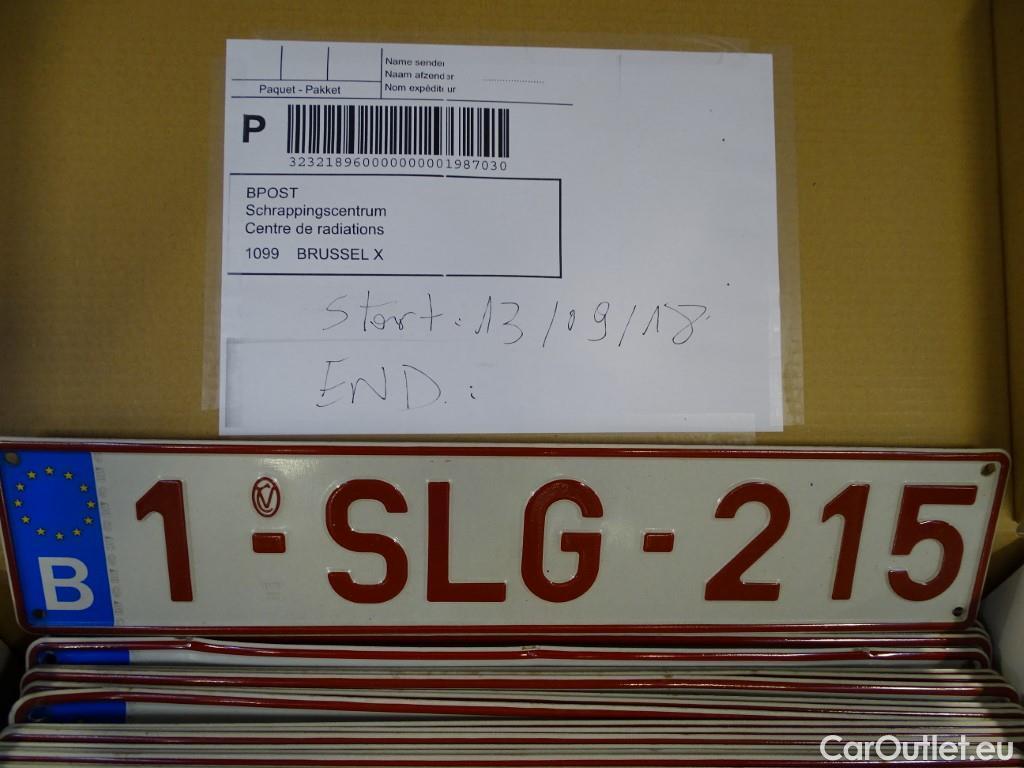 Name sender
Naam afzender
Nom expéditeur
Paquet - Pakket
P
323218960000000001987030
BPOST
Schrappingscentrum
Centre de radiations
1099 BRUSSEL X
Start: 13/09/18
END:
B
1-SLG-215
CarOutlet.eu